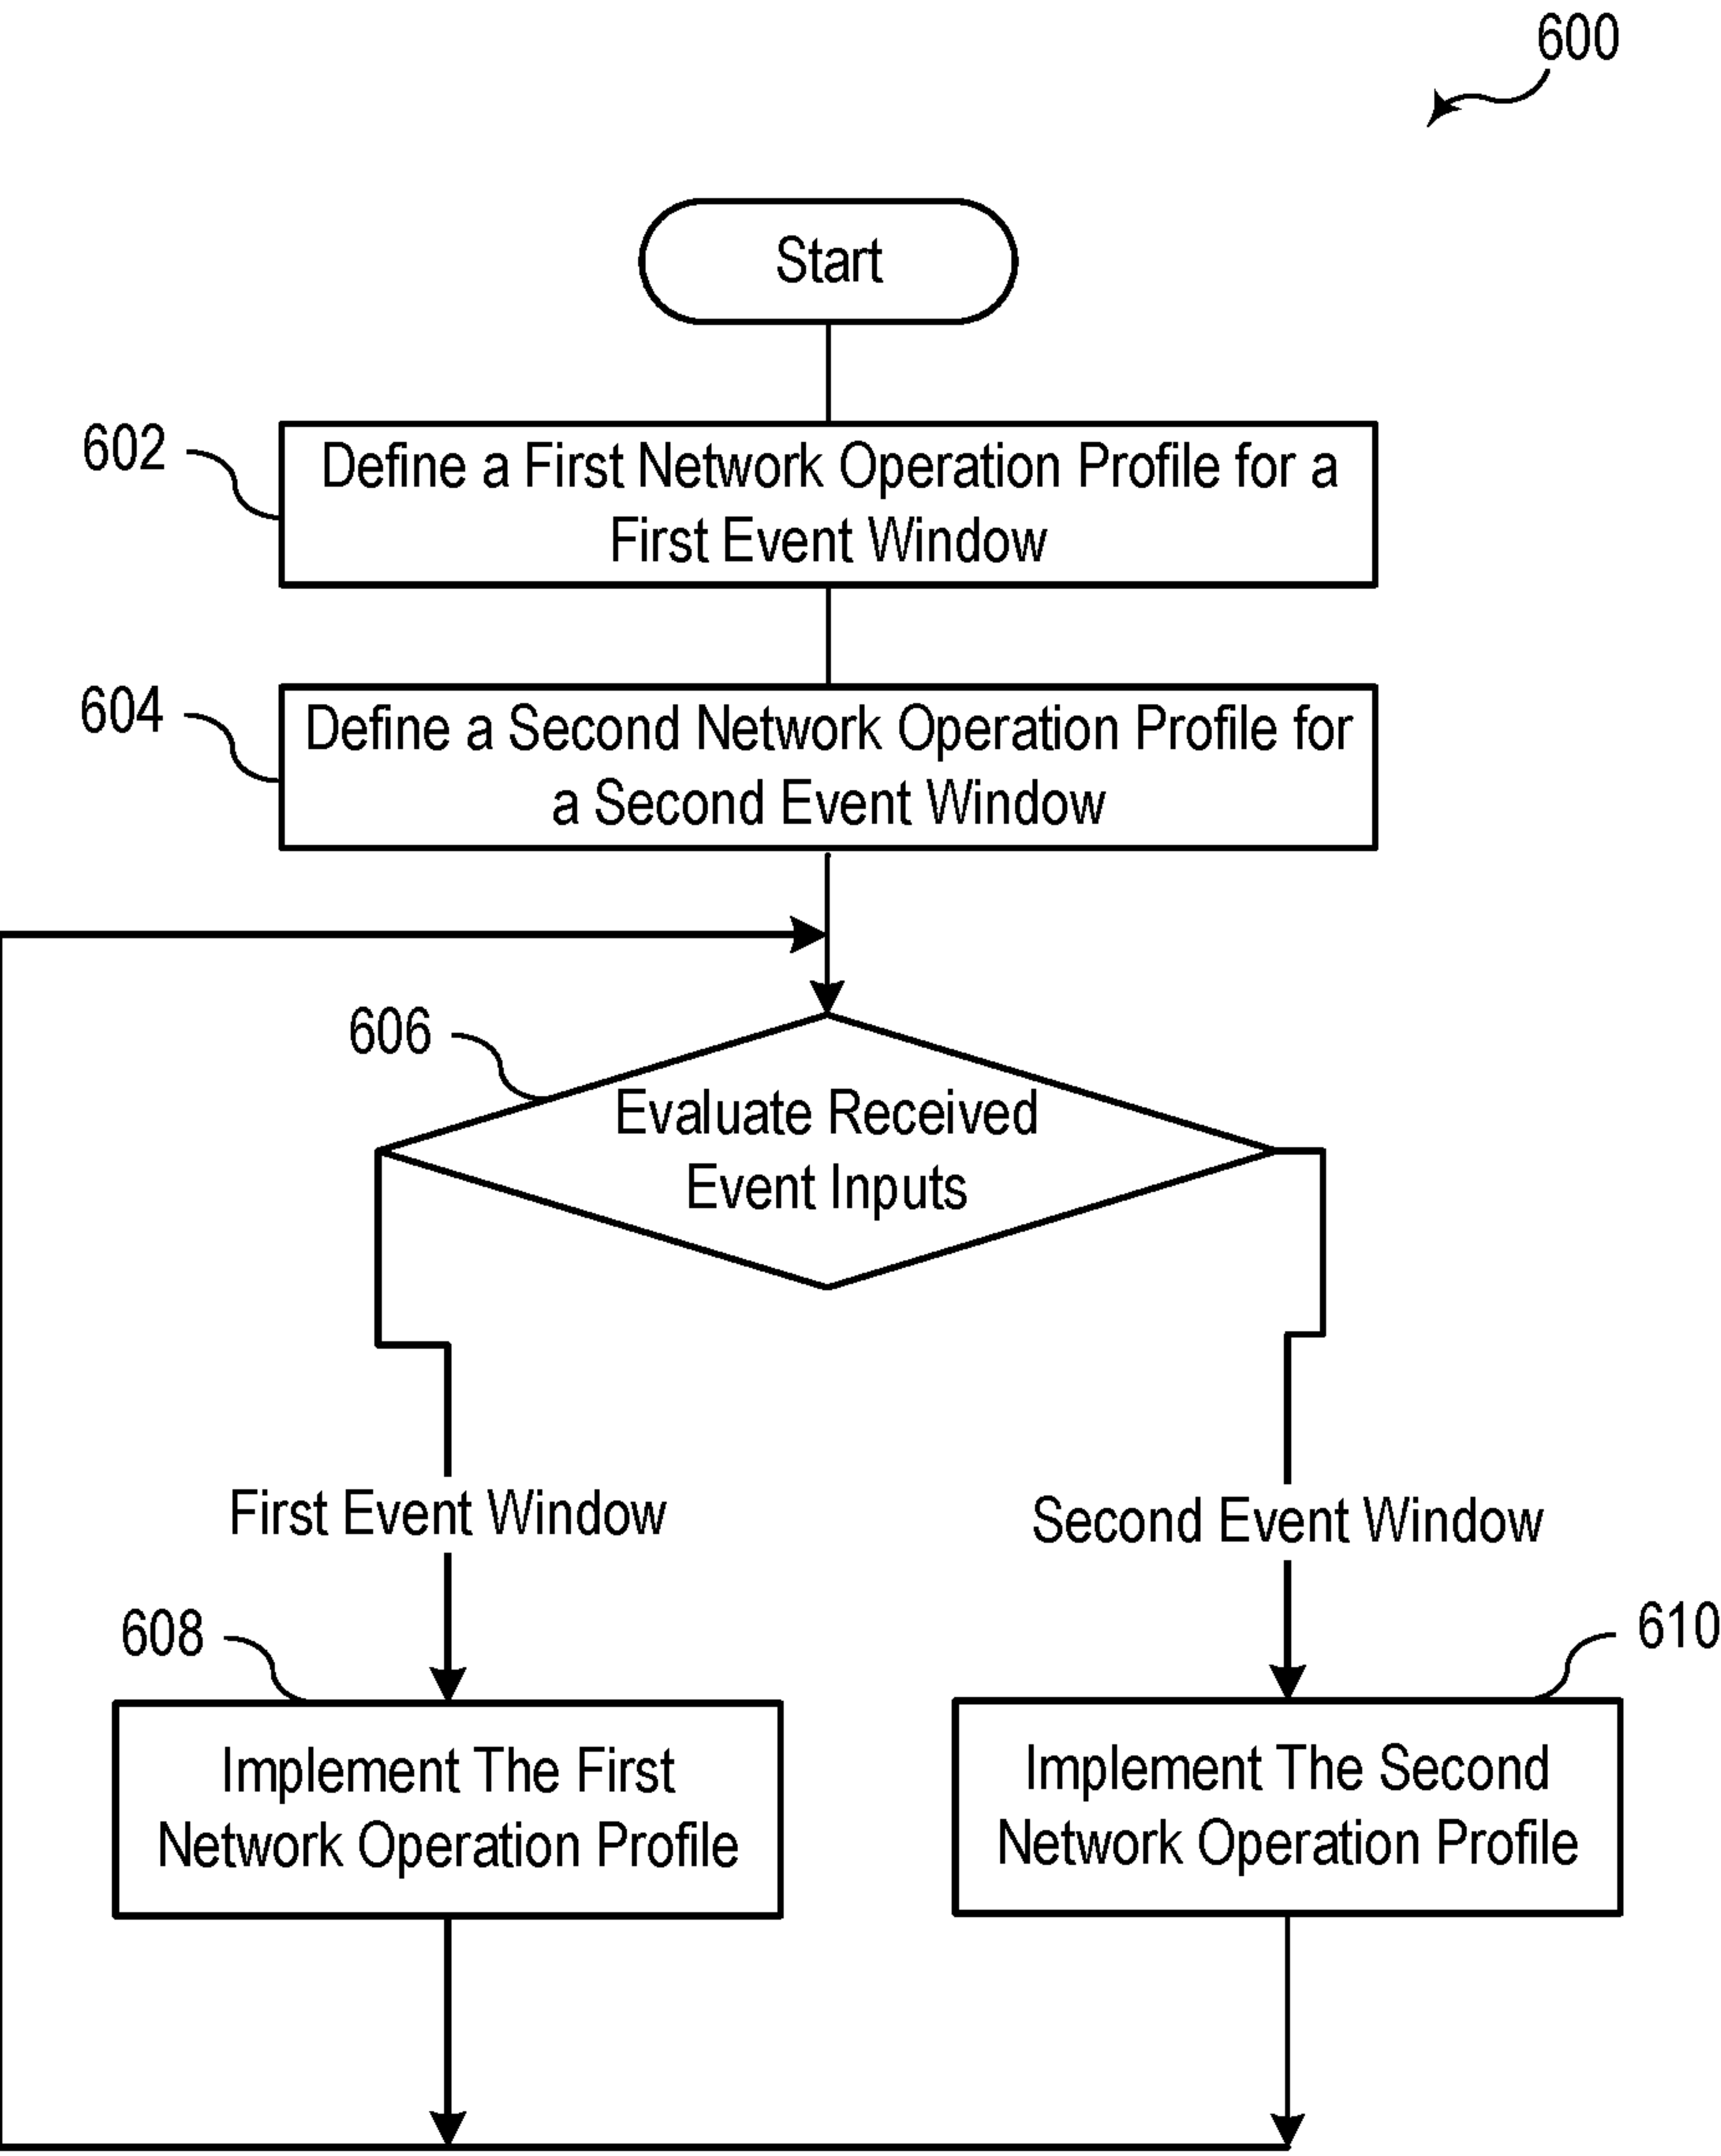 600
Start
602
Define a First Network Operation Profile for a
First Event Window
604
Define a Second Network Operation Profile for
a Second Event Window
606
Evaluate Received
Event Inputs
First Event Window
Second Event Window
608
610
Implement The First
Network Operation Profile
Implement The Second
Network Operation Profile